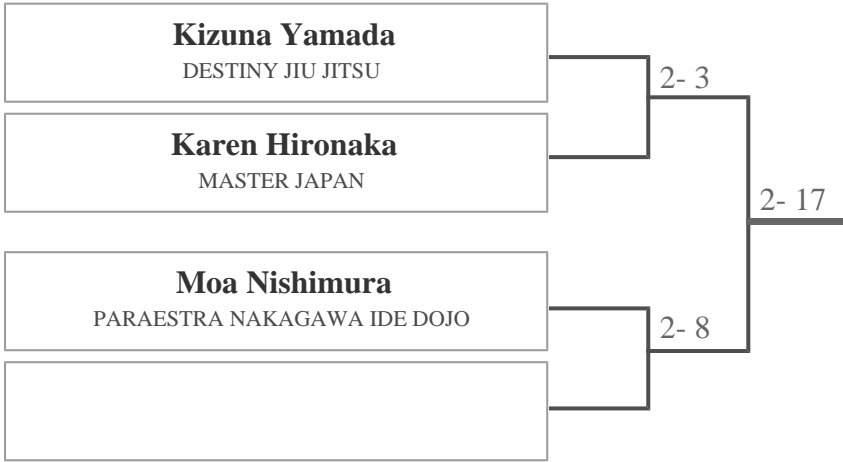 Kizuna Yamada
DESTINY JIU JITSU
2- 3
Karen Hironaka
MASTER JAPAN
2- 17
Moa Nishimura
PARAESTRA NAKAGAWA IDE DOJO
2- 8